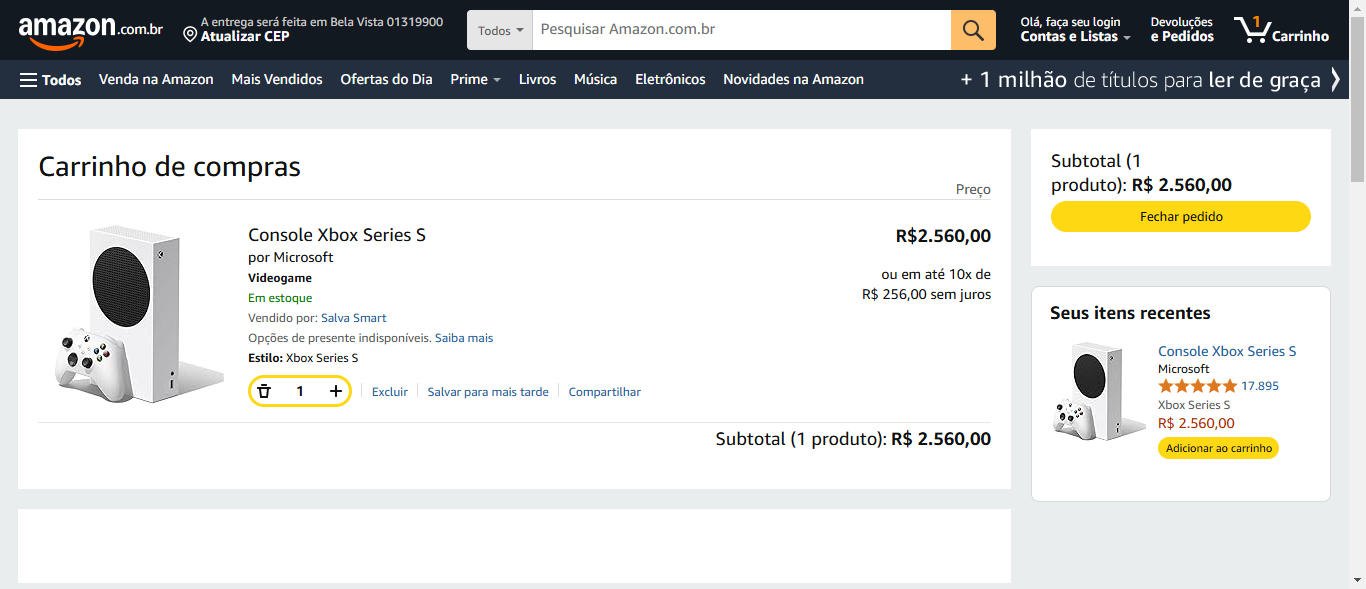 amazon.com.br
A entrega será feita em Bela Vista 01319900
Atualizar CEP
Todos
Pesquisar Amazon.com.br
Olá, faça seu login
Contas e Listas
Devoluções
e Pedidos
1
Carrinho
Todos
Venda na Amazon
Mais Vendidos
Ofertas do Dia
Prime
Livros
Música
Eletrônicos
Novidades na Amazon
+ 1 milhão de títulos para ler de graça
Carrinho de compras
Preço
Console Xbox Series S
R$2.560,00
por Microsoft
Videogame
ou em até 10x de
R$ 256,00 sem juros
Em estoque
Vendido por: Salva Smart
Opções de presente indisponíveis. Saiba mais
Estilo: Xbox Series S
1 +
Excluir
Salvar para mais tarde
Compartilhar
Subtotal (1 produto): R$ 2.560,00
Subtotal (1
produto): R$ 2.560,00
Fechar pedido
Seus itens recentes
Console Xbox Series S
Microsoft
17.895
Xbox Series S
R$ 2.560,00
Adicionar ao carrinho